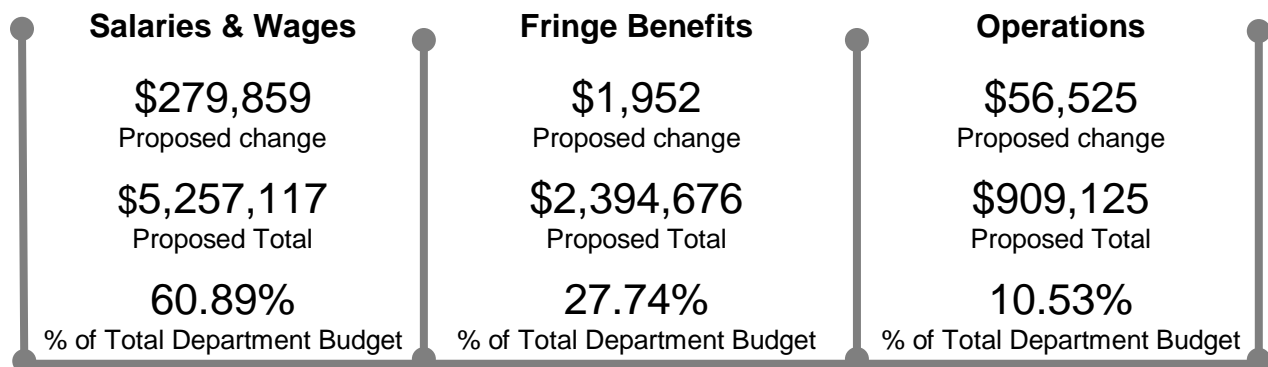 Salaries & Wages
$279,859
Proposed change
$5,257,117
Proposed Total
60.89%
% of Total Department Budget
Fringe Benefits
$1,952
Proposed change
$2,394,676
Proposed Total
27.74%
% of Total Department Budget
Operations
$56,525
Proposed change
$909,125
Proposed Total
10.53%
% of Total Department Budget